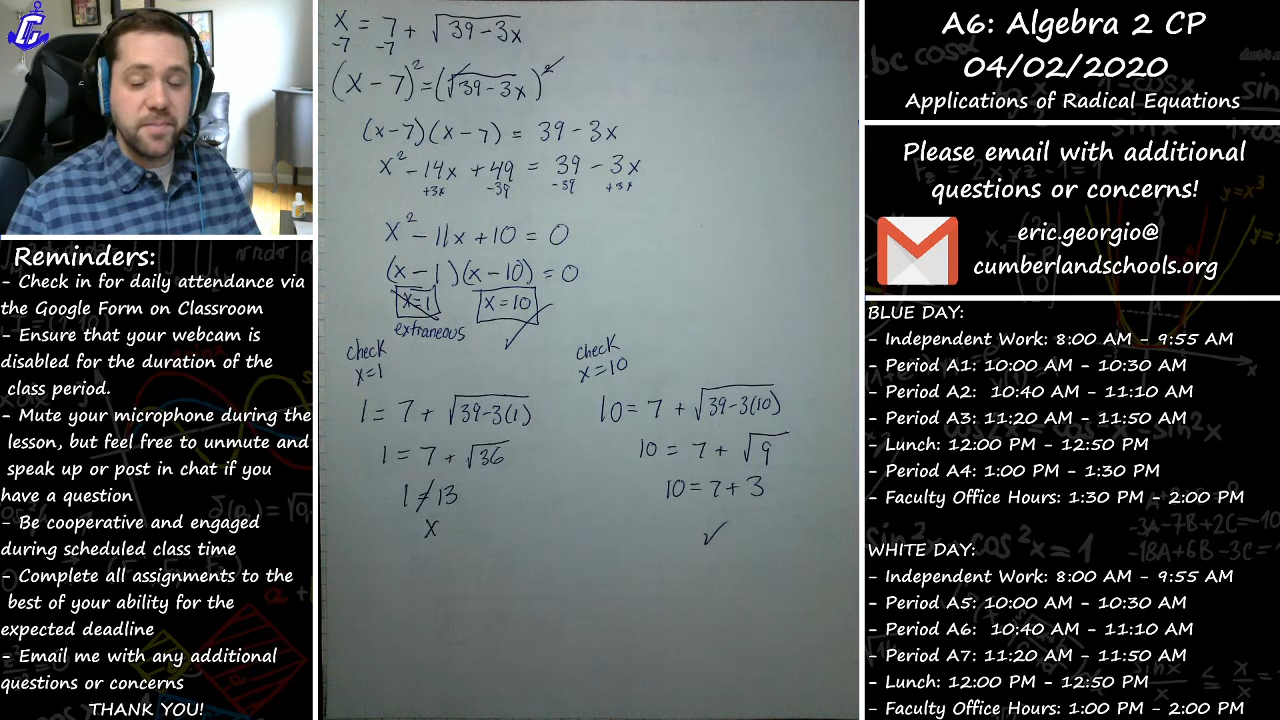 C
x = 7 + √39 - 3x
-7 -7
(x - 7)² = (√39 - 3x)²
(x - 7)(x - 7) = 39 - 3x
x² - 14x + 49 = 39 - 3x
+3x -39 -39 +3x
x² - 11x + 10 = 0
(x - 1)(x - 10) = 0
x=1 x=10
extraneous ✓
check
x=1
1 = 7 + √39-3(1)
1 = 7 + √36
1 ≠ 13
x
check
x=10
10 = 7 + √39-3(10)
10 = 7 + √9
10 = 7 + 3
✓
Reminders:
- Check in for daily attendance via
the Google Form on Classroom
- Ensure that your webcam is
disabled for the duration of the
class period.
- Mute your microphone during the
lesson, but feel free to unmute and
speak up or post in chat if you
have a question
- Be cooperative and engaged
during scheduled class time
- Complete all assignments to the
best of your ability for the
expected deadline
- Email me with any additional
questions or concerns
THANK YOU!
A6: Algebra 2 CP
04/02/2020
Applications of Radical Equations
Please email with additional
questions or concerns!
eric.georgio@
cumberlandschools.org
BLUE DAY:
- Independent Work: 8:00 AM - 9:55 AM
- Period A1: 10:00 AM - 10:30 AM
- Period A2: 10:40 AM - 11:10 AM
- Period A3: 11:20 AM - 11:50 AM
- Lunch: 12:00 PM - 12:50 PM
- Period A4: 1:00 PM - 1:30 PM
- Faculty Office Hours: 1:30 PM - 2:00 PM
WHITE DAY:
- Independent Work: 8:00 AM - 9:55 AM
- Period A5: 10:00 AM - 10:30 AM
- Period A6: 10:40 AM - 11:10 AM
- Period A7: 11:20 AM - 11:50 AM
- Lunch: 12:00 PM - 12:50 PM
- Faculty Office Hours: 1:00 PM - 2:00 PM